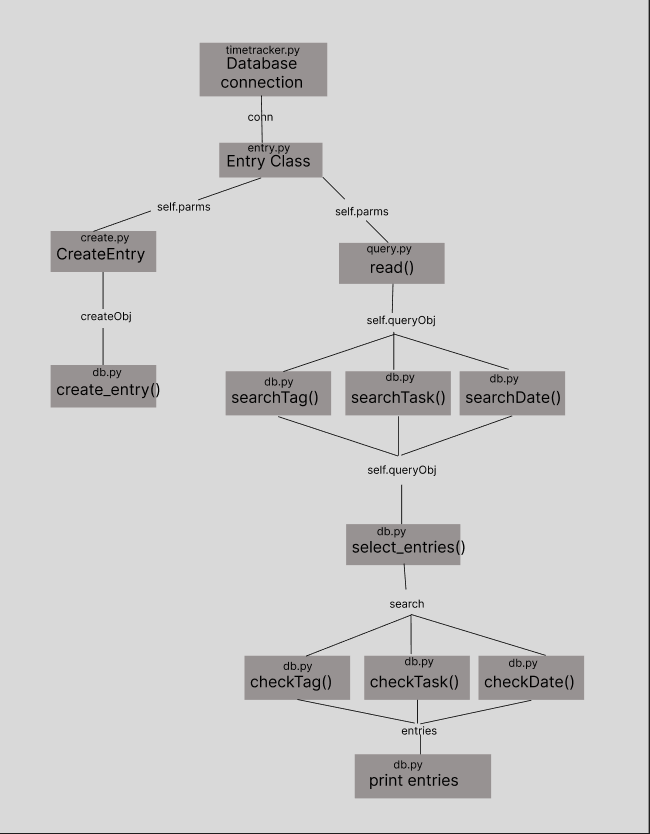 timetracker.py
Database
connection
conn
entry.py
Entry Class
self.parms
self.parms
create.py
CreateEntry
query.py
read()
createObj
self.queryObj
db.py
create_entry()
db.py
searchTag()
db.py
searchTask()
db.py
searchDate()
self.queryObj
db.py
select_entries()
search
db.py
checkTag()
db.py
checkTask()
db.py
checkDate()
entries
db.py
print entries